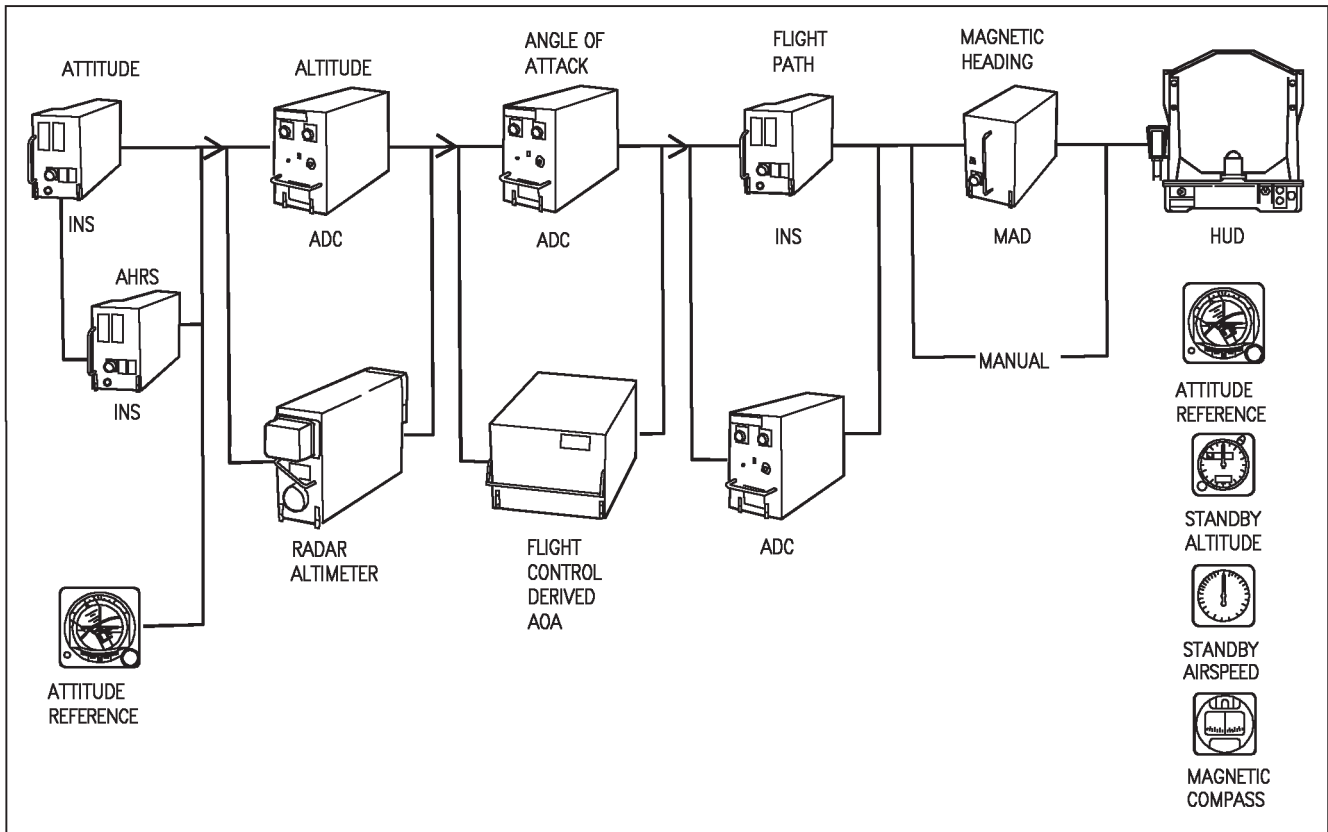 ATTITUDE
ALTITUDE
ANGLE OF
ATTACK
FLIGHT
PATH
MAGNETIC
HEADING
INS
ADC
ADC
INS
MAD
HUD
AHRS
INS
MANUAL
RADAR
ALTIMETER
FLIGHT
CONTROL
DERIVED
AOA
ADC
ATTITUDE
REFERENCE
ATTITUDE
REFERENCE
STANDBY
ALTITUDE
STANDBY
AIRSPEED
MAGNETIC
COMPASS